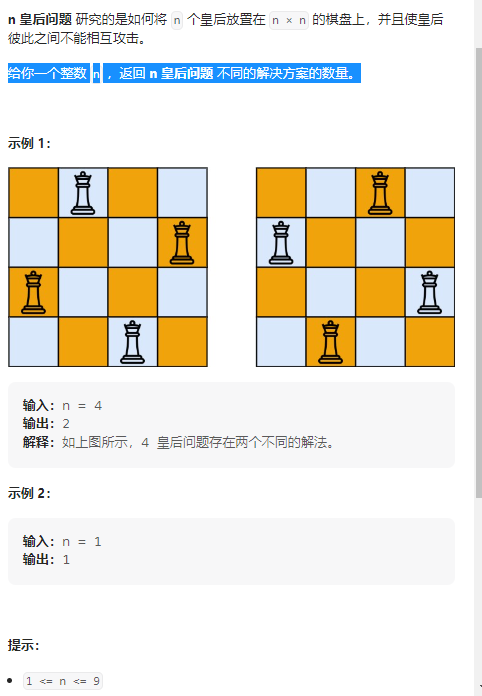 n 皇后问题 研究的是如何将 n 个皇后放置在 n × n 的棋盘上，并且使皇后
彼此之间不能相互攻击。
给你一个整数 n ，返回 n 皇后问题 不同的解决方案的数量。
示例 1：
输入：n = 4
输出：2
解释：如上图所示，4 皇后问题存在两个不同的解法。
示例 2：
输入：n = 1
输出：1
提示：
1 <= n <= 9